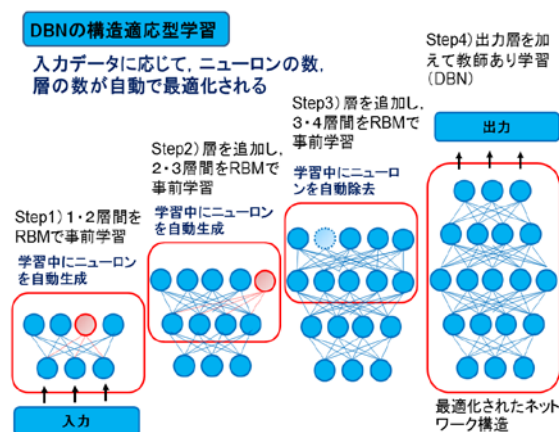 DBNの構造適応型学習
入力データに応じて, ニューロンの数,
層の数が自動で最適化される
Step1) 1・2層間を
RBMで事前学習
学習中にニューロン
を自動生成
入力
Step2) 層を追加し,
2・3層間をRBMで
事前学習
学習中にニューロン
を自動生成
Step3) 層を追加し,
3・4層間をRBMで
事前学習
学習中にニューロ
ンを自動除去
Step4) 出力層を加
えて教師あり学習
(DBN)
出力
最適化されたネット
ワーク構造